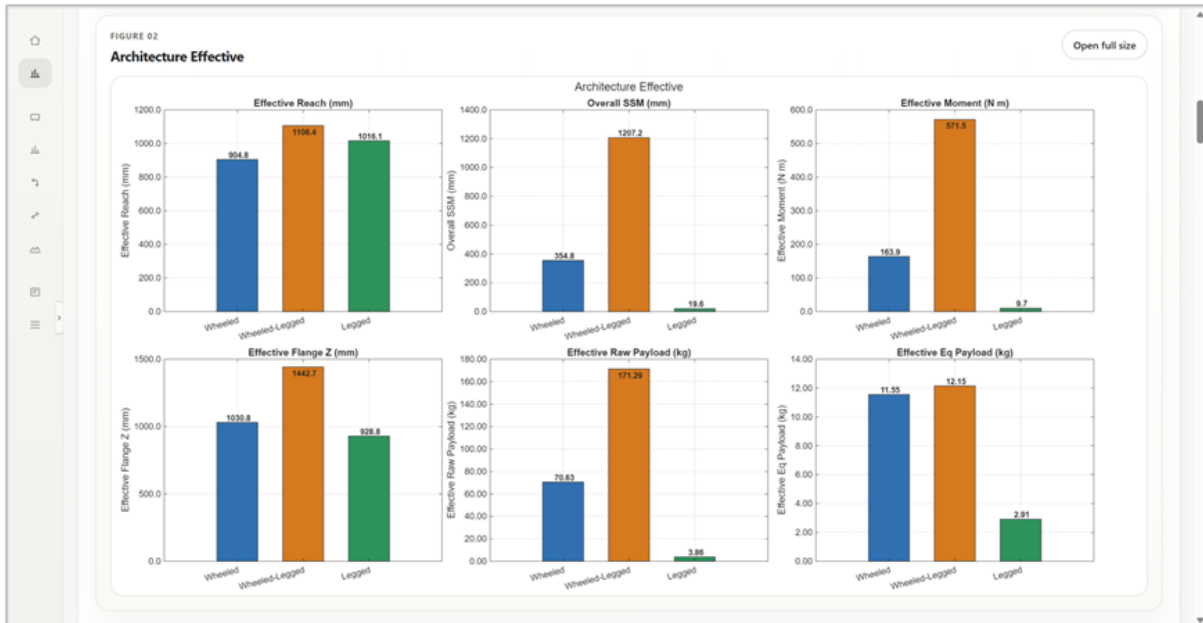 FIGURE 02
Architecture Effective
Open full size
Architecture Effective
Effective Reach (mm)
Effective Reach (mm)
1200.0
1000.0
800.0
600.0
400.0
200.0
0.0
904.8
1106.4
1016.1
Wheeled
Wheeled-Legged
Legged
Overall SSM (mm)
Overall SSM (mm)
1400.0
1200.0
1000.0
800.0
600.0
400.0
200.0
0.0
354.8
1207.2
19.6
Wheeled
Wheeled-Legged
Legged
Effective Moment (N m)
Effective Moment (N m)
600.0
500.0
400.0
300.0
200.0
100.0
0.0
163.9
571.5
9.7
Wheeled
Wheeled-Legged
Legged
Effective Flange Z (mm)
Effective Flange Z (mm)
1500.0
1000.0
500.0
0.0
1030.8
1442.7
928.8
Wheeled
Wheeled-Legged
Legged
Effective Raw Payload (kg)
Effective Raw Payload (kg)
180.00
160.00
140.00
120.00
100.00
80.00
60.00
40.00
20.00
0.00
70.63
171.29
3.86
Wheeled
Wheeled-Legged
Legged
Effective Eq Payload (kg)
Effective Eq Payload (kg)
14.00
12.00
10.00
8.00
6.00
4.00
2.00
0.00
11.55
12.15
2.91
Wheeled
Wheeled-Legged
Legged